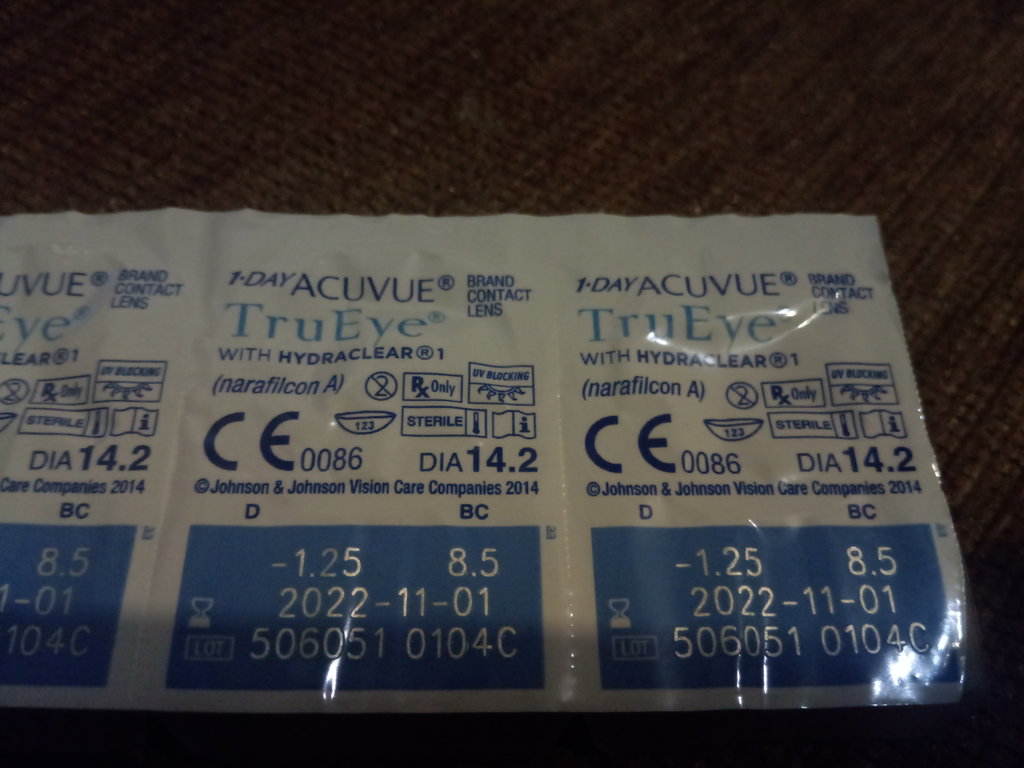 UVUE® BRAND CONTACT LENS
Eye®
CLEAR®1
UV BLOCKING
Rx Only
STERILE i
DIA 14.2
Care Companies 2014
BC
8.5
1-01
104C
1·DAY ACUVUE® BRAND CONTACT LENS
TruEye®
WITH HYDRACLEAR®1
(narafilcon A) 2 Rx Only UV BLOCKING
123 STERILE i
CE 0086 DIA 14.2
©Johnson & Johnson Vision Care Companies 2014
D BC
-1.25 8.5
2022-11-01
LOT 506051 0104C
1·DAY ACUVUE® BRAND CONTACT LENS
TruEye®
WITH HYDRACLEAR®1
(narafilcon A) 2 Rx Only UV BLOCKING
123 STERILE i
CE 0086 DIA 14.2
©Johnson & Johnson Vision Care Companies 2014
D BC
-1.25 8.5
2022-11-01
LOT 506051 0104C